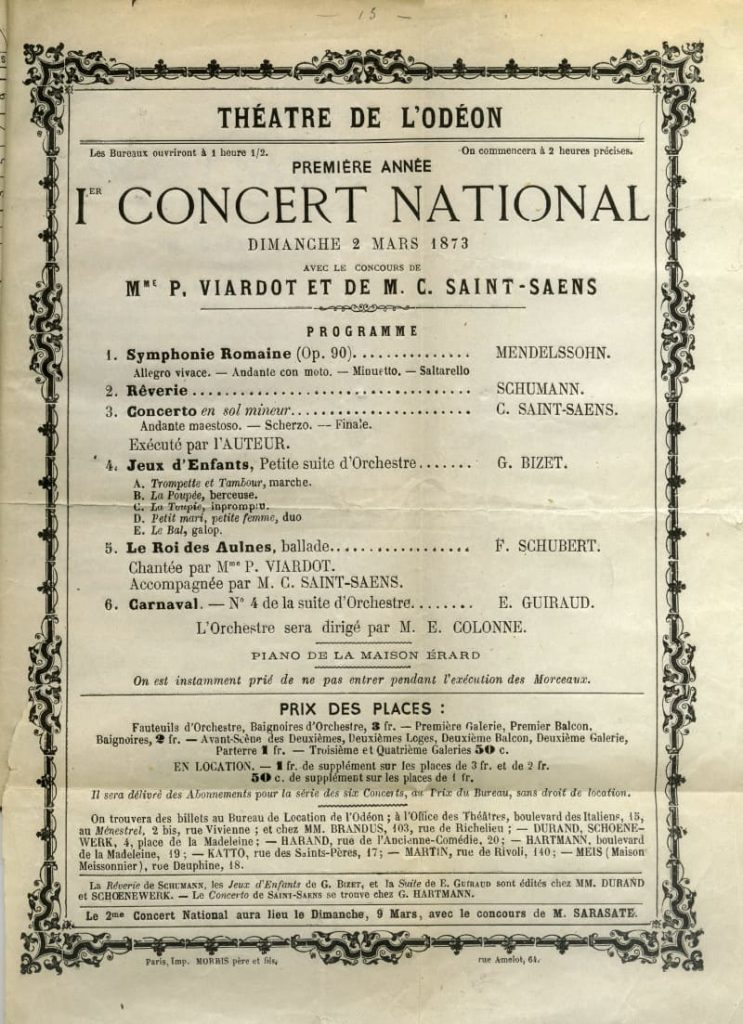 — 15 —
THÉATRE DE L'ODÉON
Les Bureaux ouvriront à 1 heure 1/2. On commencera à 2 heures précises.
PREMIÈRE ANNÉE
IER CONCERT NATIONAL
DIMANCHE 2 MARS 1873
AVEC LE CONCOURS DE
MME P. VIARDOT ET DE M. C. SAINT-SAENS
PROGRAMME
1. Symphonie Romaine (Op. 90)............... MENDELSSOHN.
Allegro vivace. — Andante con moto. — Minuetto. — Saltarello
2. Rêverie.................................. SCHUMANN.
3. Concerto en sol mineur...................... C. SAINT-SAENS.
Andante maestoso. — Scherzo. — Finale.
Exécuté par l'AUTEUR.
4. Jeux d'Enfants, Petite suite d'Orchestre....... G. BIZET.
A. Trompette et Tambour, marche.
B. La Poupée, berceuse.
C. La Toupie, inpromptu.
D. Petit mari, petite femme, duo
E. Le Bal, galop.
5. Le Roi des Aulnes, ballade.................. F. SCHUBERT.
Chantée par Mme P. VIARDOT.
Accompagnée par M. C. SAINT-SAENS.
6. Carnaval. — No 4 de la suite d'Orchestre........ E. GUIRAUD.
L'Orchestre sera dirigé par M. E. COLONNE.
PIANO DE LA MAISON ÉRARD
On est instamment prié de ne pas entrer pendant l'exécution des Morceaux.
PRIX DES PLACES :
Fauteuils d'Orchestre, Baignoires d'Orchestre, 3 fr. — Première Galerie, Premier Balcon,
Baignoires, 2 fr. — Avant-Scène des Deuxièmes, Deuxièmes Loges, Deuxième Balcon, Deuxième Galerie,
Parterre 1 fr. — Troisième et Quatrième Galeries 50 c.
EN LOCATION. — 1 fr. de supplément sur les places de 3 fr. et de 2 fr.
50 c. de supplément sur les places de 1 fr.
Il sera délivré des Abonnements pour la série des six Concerts, au Prix du Bureau, sans droit de location.
On trouvera des billets au Bureau de Location de l'Odéon ; à l'Office des Théâtres, boulevard des Italiens, 15,
au Ménestrel, 2 bis, rue Vivienne ; et chez MM. BRANDUS, 103, rue de Richelieu ; — DURAND, SCHOENE-
WERK, 4, place de la Madeleine ; — HARAND, rue de l'Ancienne-Comédie, 20 ; — HARTMANN, boulevard
de la Madeleine, 19 ; — KATTO, rue des Saints-Pères, 17 ; — MARTIN, rue de Rivoli, 140 ; — MEIS (Maison
Meissonnier), rue Dauphine, 18.
La Rêverie de SCHUMANN, les Jeux d'Enfants de G. BIZET, et la Suite de E. GUIRAUD sont édités chez MM. DURAND
et SCHOENEWERK. — Le Concerto de SAINT-SAENS se trouve chez G. HARTMANN.
Le 2me Concert National aura lieu le Dimanche, 9 Mars, avec le concours de M. SARASATE.
Paris, Imp. MORRIS père et fils, rue Amelot, 64.